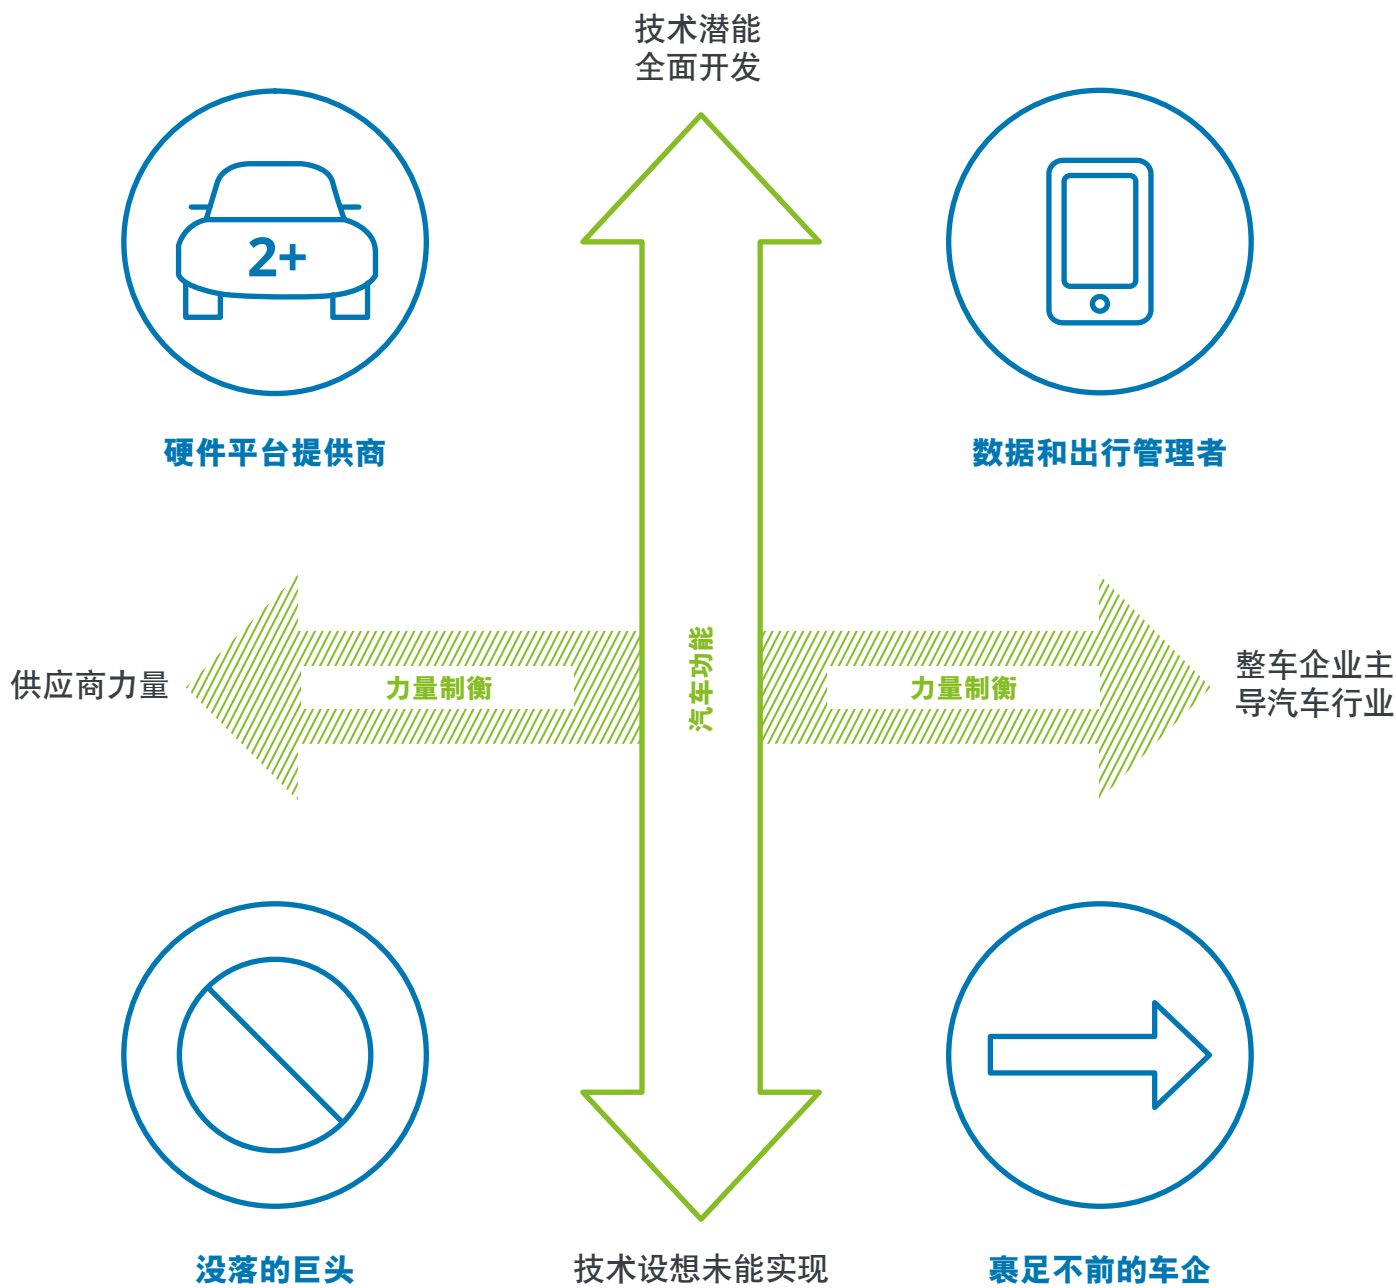 技术潜能
全面开发
2+
硬件平台提供商
数据和出行管理者
供应商力量
力量制衡
汽车功能
力量制衡
整车企业主
导汽车行业
没落的巨头
技术设想未能实现
裹足不前的车企